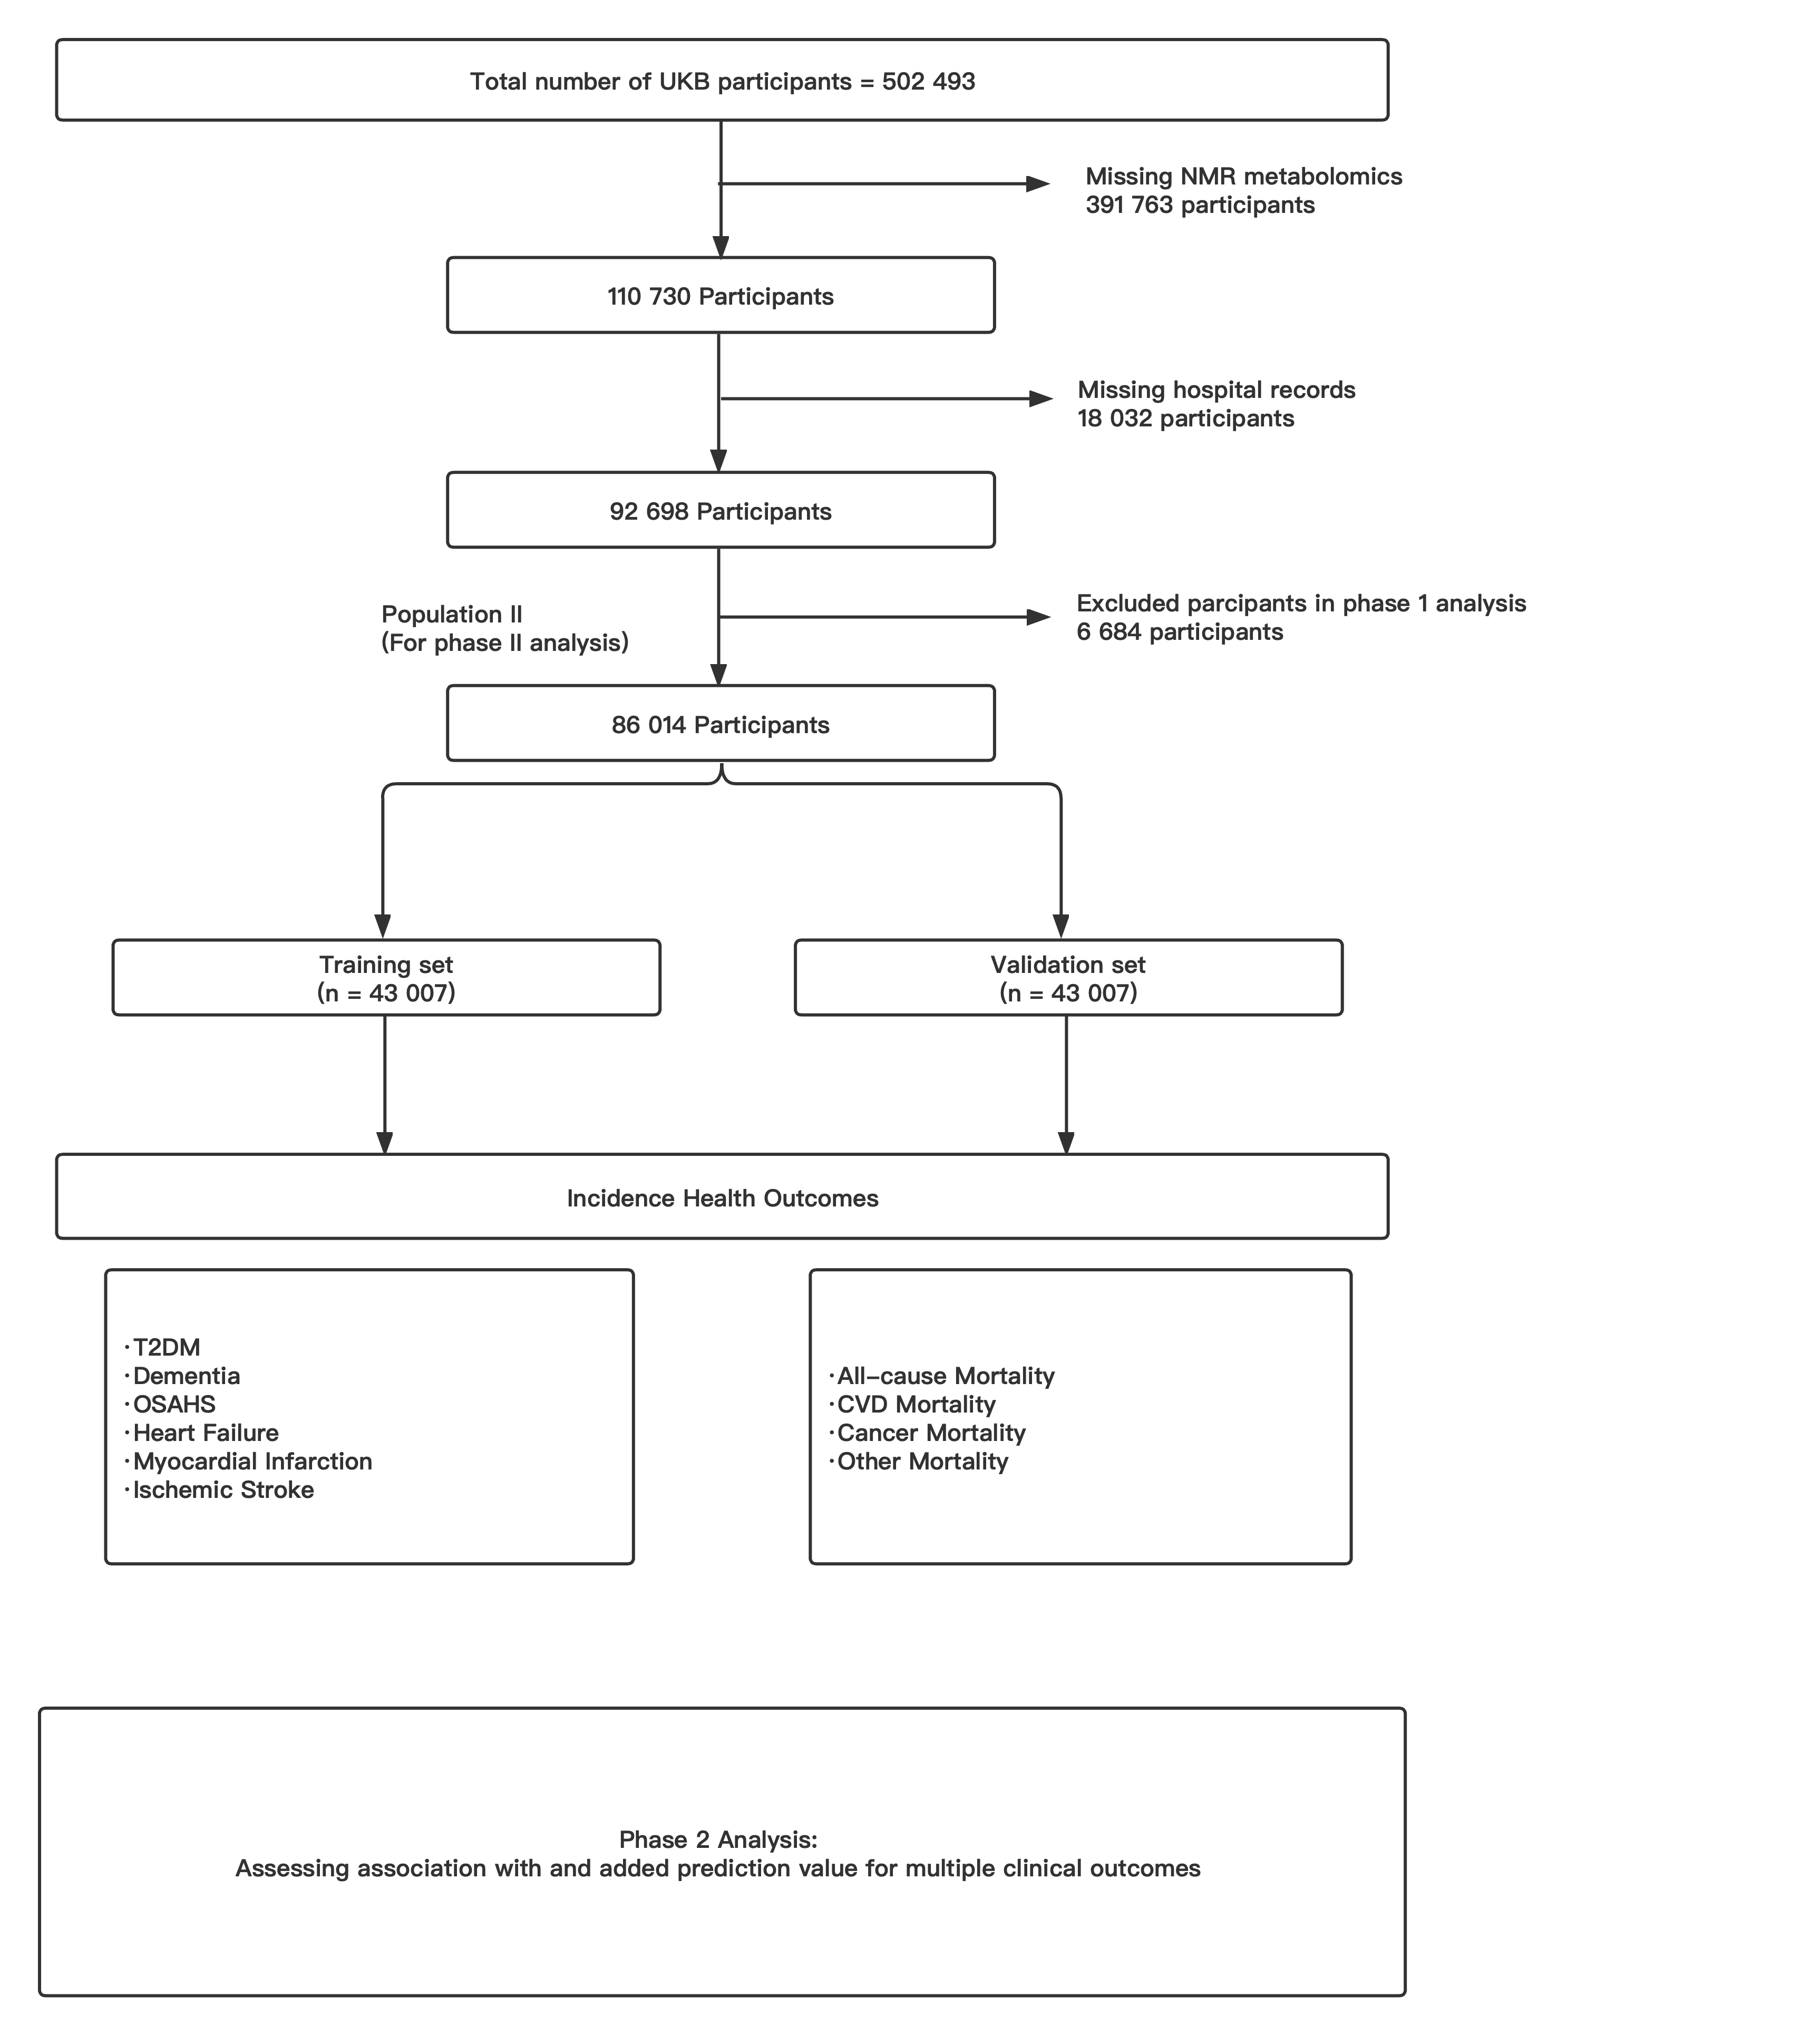 Total number of UKB participants = 502 493
Missing NMR metabolomics
391 763 participants
110 730 Participants
Missing hospital records
18 032 participants
92 698 Participants
Population II
(For phase II analysis)
Excluded parcipants in phase 1 analysis
6 684 participants
86 014 Participants
Training set
(n = 43 007)
Validation set
(n = 43 007)
Incidence Health Outcomes
·T2DM
·Dementia
·OSAHS
·Heart Failure
·Myocardial Infarction
·Ischemic Stroke
·All–cause Mortality
·CVD Mortality
·Cancer Mortality
·Other Mortality
Phase 2 Analysis:
Assessing association with and added prediction value for multiple clinical outcomes